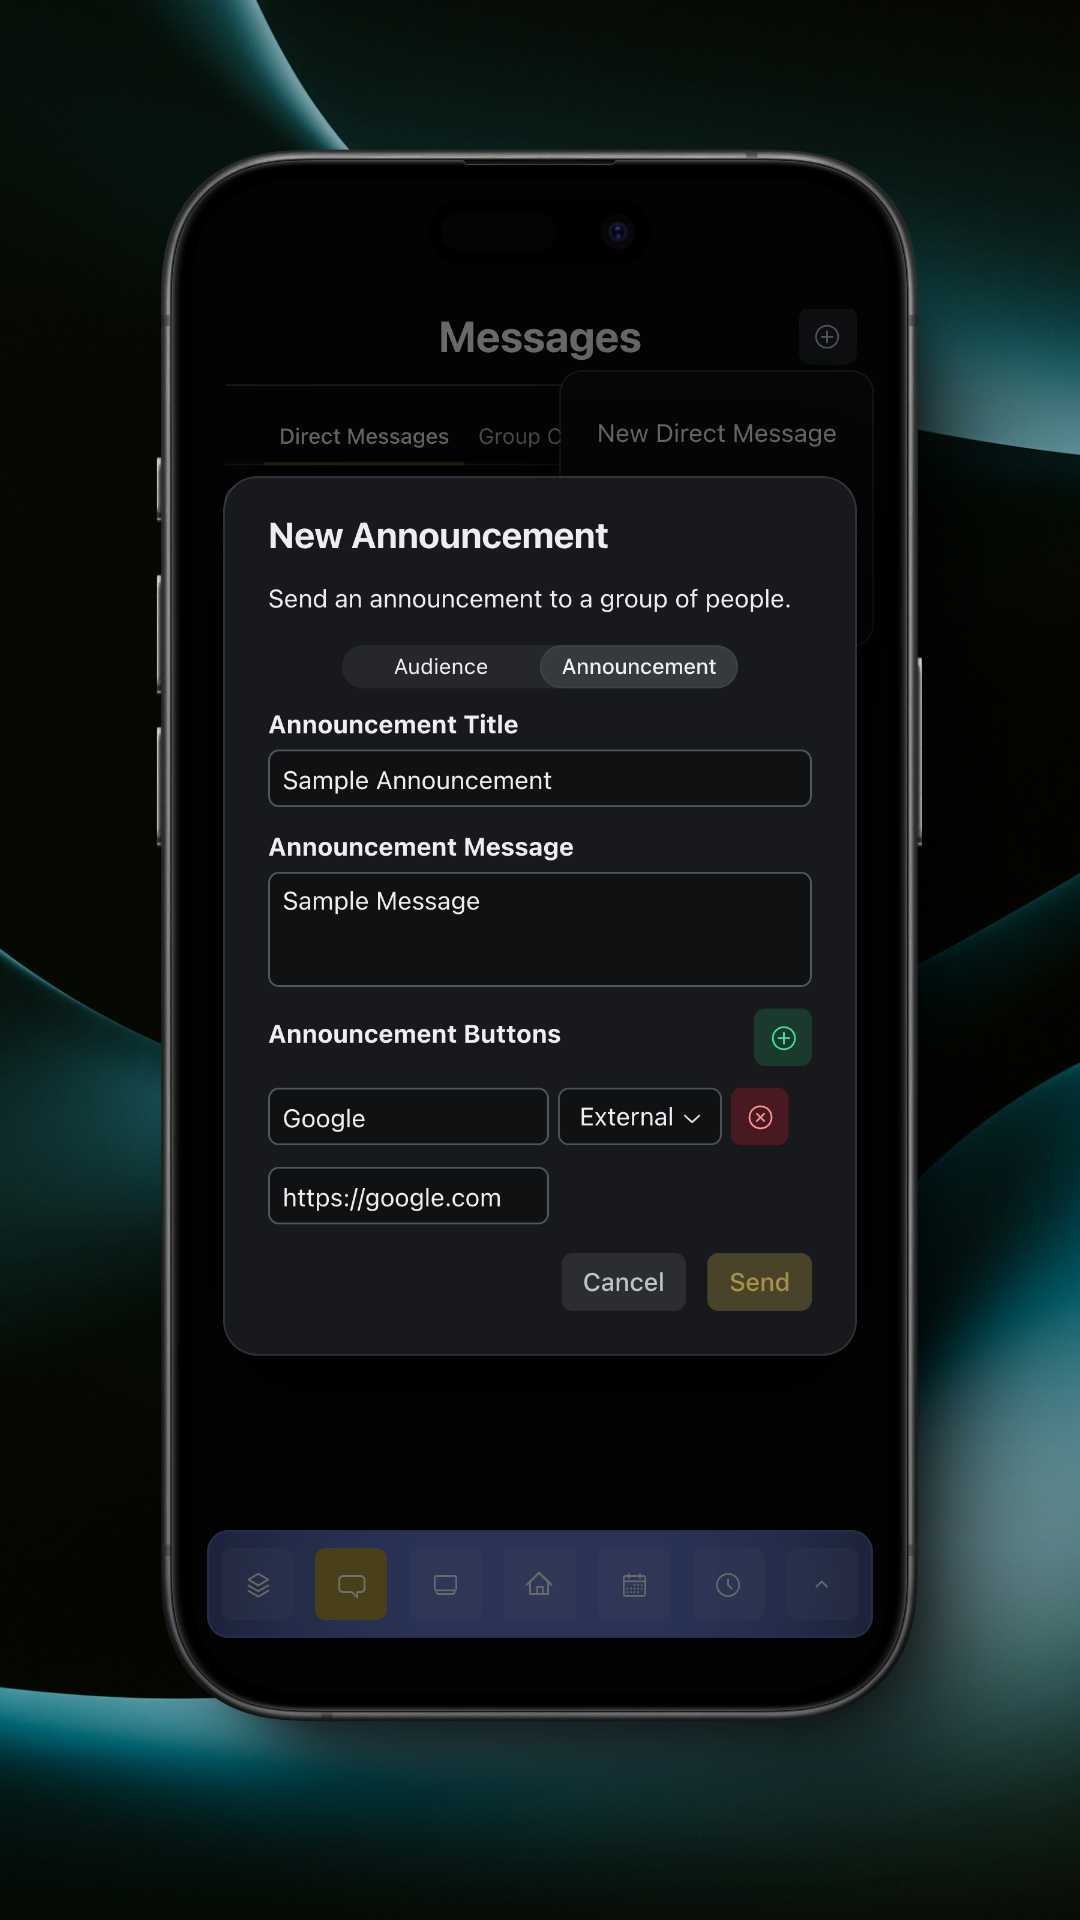 Messages
Direct Messages
Group C
New Direct Message
New Announcement
Send an announcement to a group of people.
Audience
Announcement
Announcement Title
Sample Announcement
Announcement Message
Sample Message
Announcement Buttons
Google
External
https://google.com
Cancel
Send